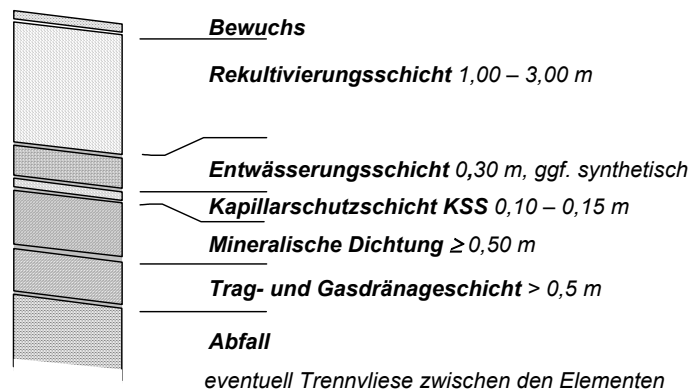 Bewuchs
Rekultivierungsschicht 1,00 – 3,00 m
Entwässerungsschicht 0,30 m, ggf. synthetisch
Kapillarschutzschicht KSS 0,10 – 0,15 m
Mineralische Dichtung ≥ 0,50 m
Trag- und Gasdränageschicht > 0,5 m
Abfall
eventuell Trennvliese zwischen den Elementen